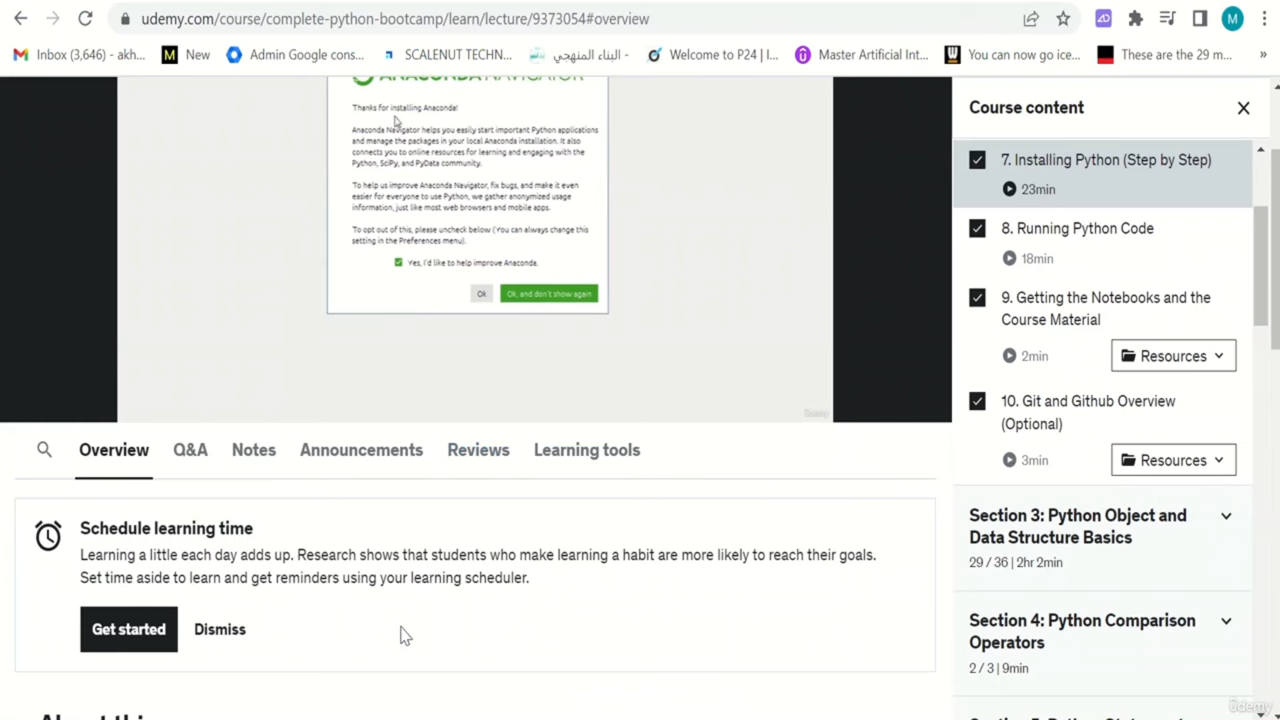 udemy.com/course/complete-python-bootcamp/learn/lecture/9373054#overview
M
Inbox (3,646) - akh...
M New
Admin Google cons...
SCALENUT TECHN...
البناء المنهجي - ...
Welcome to P24 | I...
Master Artificial Int...
You can now go ice...
These are the 29 m...
»
ANACONDA NAVIGATOR
Thanks for installing Anaconda!
Anaconda Navigator helps you easily start important Python applications
and manage the packages in your local Anaconda installation. It also
connects you to online resources for learning and engaging with the
Python, SciPy, and PyData community.
To help us improve Anaconda Navigator, fix bugs, and make it even
easier for everyone to use Python, we gather anonymized usage
information, just like most web browsers and mobile apps.
To opt out of this, please uncheck below (You can always change this
setting in the Preferences menu).
Yes, I'd like to help improve Anaconda.
Ok
Ok, and don't show again
Udemy
Overview
Q&A
Notes
Announcements
Reviews
Learning tools
Schedule learning time
Learning a little each day adds up. Research shows that students who make learning a habit are more likely to reach their goals.
Set time aside to learn and get reminders using your learning scheduler.
Get started
Dismiss
Course content
7. Installing Python (Step by Step)
23min
8. Running Python Code
18min
9. Getting the Notebooks and the
Course Material
2min
Resources
10. Git and Github Overview
(Optional)
3min
Resources
Section 3: Python Object and
Data Structure Basics
29 / 36 | 2hr 2min
Section 4: Python Comparison
Operators
2 / 3 | 9min
Udemy